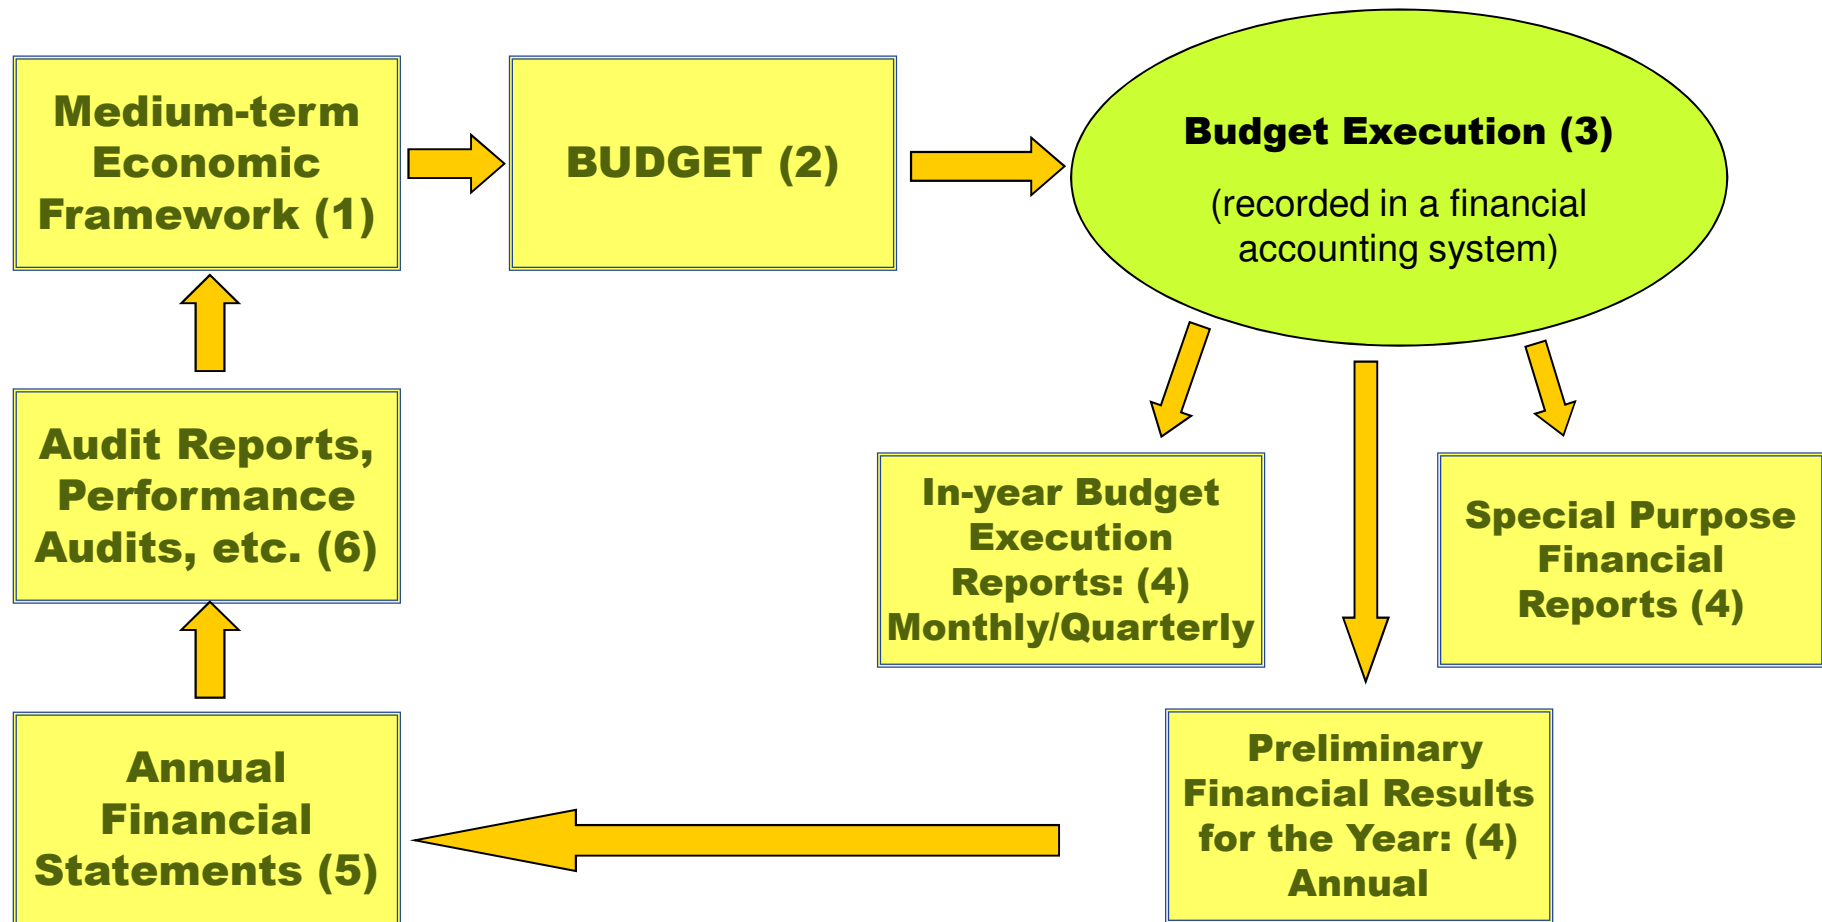 Medium-term
Economic
Framework (1)
BUDGET (2)
Budget Execution (3)
(recorded in a financial
accounting system)
Audit Reports,
Performance
Audits, etc. (6)
In-year Budget
Execution
Reports: (4)
Monthly/Quarterly
Special Purpose
Financial
Reports (4)
Annual
Financial
Statements (5)
Preliminary
Financial Results
for the Year: (4)
Annual